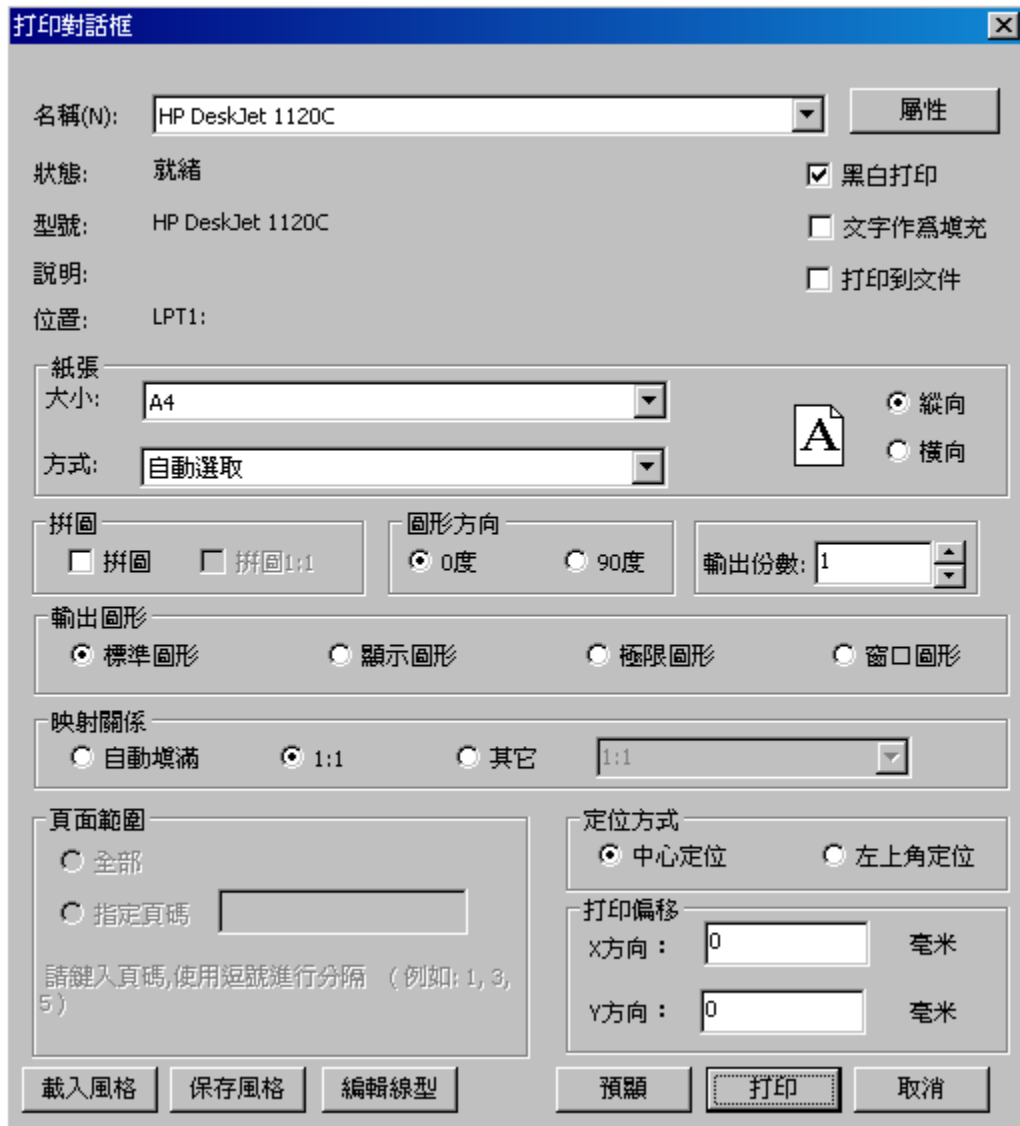 打印對話框
名稱(N): HP DeskJet 1120C 屬性
狀態: 就緒 黑白打印
型號: HP DeskJet 1120C 文字作爲塡充
說明: 打印到文件
位置: LPT1:
紙張
大小: A4 縱向
A
方式: 自動選取 橫向
拼圖 圖形方向
拼圖 拼圖1:1 0度 90度 輸出份數: 1
輸出圖形
標準圖形 顯示圖形 極限圖形 窗口圖形
映射關係
自動塡滿 1:1 其它 1:1
頁面範圍
全部
指定頁碼
請鍵入頁碼,使用逗號進行分隔 (例如: 1, 3,
5)
定位方式
中心定位 左上角定位
打印偏移
X方向： 0 毫米
Y方向： 0 毫米
載入風格 保存風格 編輯線型 預顯 打印 取消